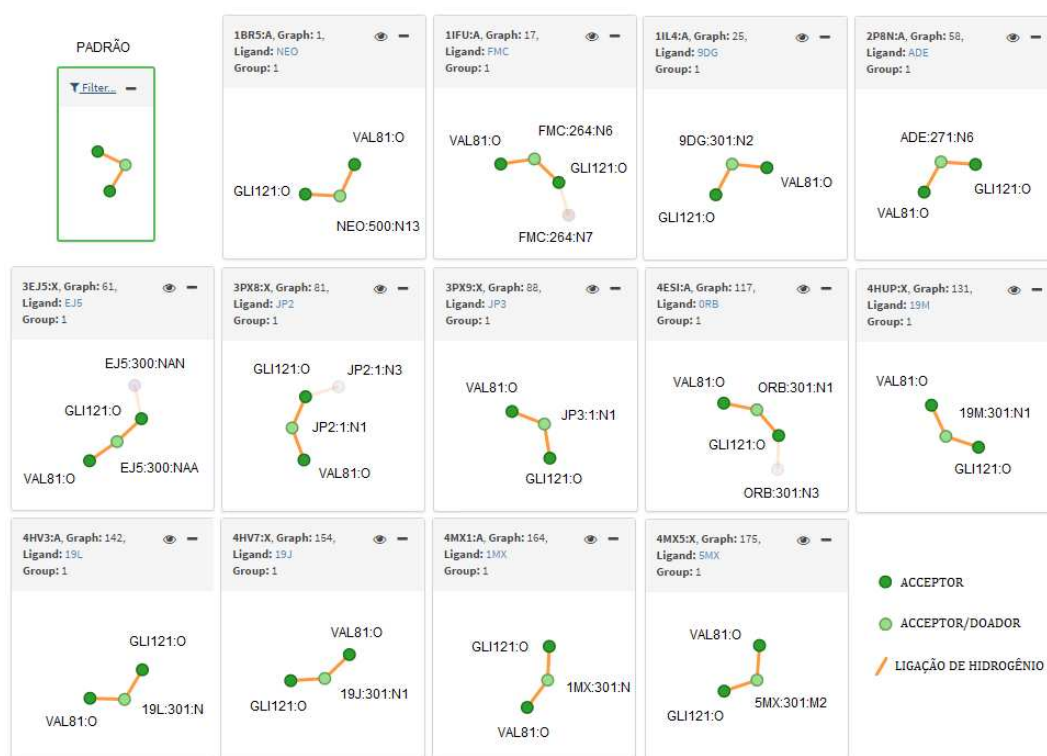 PADRÃO
Filter...
1BR5:A, Graph: 1,
Ligand: NEO
Group: 1
VAL81:O
GLI121:O
NEO:500:N13
1IFU:A, Graph: 17,
Ligand: FMC
Group: 1
VAL81:O
FMC:264:N6
GLI121:O
FMC:264:N7
1IL4:A, Graph: 25,
Ligand: 9DG
Group: 1
9DG:301:N2
VAL81:O
GLI121:O
2P8N:A, Graph: 58,
Ligand: ADE
Group: 1
ADE:271:N6
GLI121:O
VAL81:O
3EJ5:X, Graph: 61,
Ligand: EJ5
Group: 1
EJ5:300:NAN
GLI121:O
EJ5:300:NAA
VAL81:O
3PX8:X, Graph: 81,
Ligand: JP2
Group: 1
GLI121:O
JP2:1:N3
JP2:1:N1
VAL81:O
3PX9:X, Graph: 88,
Ligand: JP3
Group: 1
VAL81:O
JP3:1:N1
GLI121:O
4ESI:A, Graph: 117,
Ligand: 0RB
Group: 1
VAL81:O
ORB:301:N1
GLI121:O
ORB:301:N3
4HUP:X, Graph: 131,
Ligand: 19M
Group: 1
VAL81:O
19M:301:N1
GLI121:O
4HV3:A, Graph: 142,
Ligand: 19L
Group: 1
GLI121:O
VAL81:O
19L:301:N
4HV7:X, Graph: 154,
Ligand: 19J
Group: 1
VAL81:O
GLI121:O
19J:301:N1
4MX1:A, Graph: 164,
Ligand: 1MX
Group: 1
GLI121:O
1MX:301:N
VAL81:O
4MX5:X, Graph: 175,
Ligand: 5MX
Group: 1
VAL81:O
GLI121:O
5MX:301:M2
ACCEPTOR
ACCEPTOR/DOADOR
LIGAÇÃO DE HIDROGÊNIO